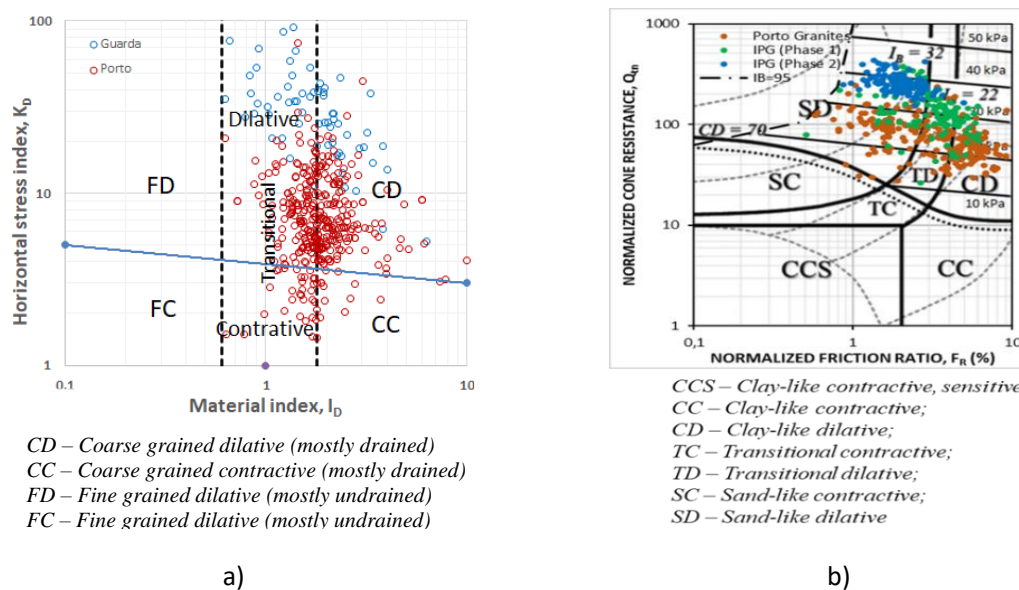 100
Guarda
Porto
Dilative
FD
10
CD
Transitional
FC
Contrative
CC
1
0.1
1
10
Horizontal stress index, K_D
Material index, I_D
CD – Coarse grained dilative (mostly drained)
CC – Coarse grained contractive (mostly drained)
FD – Fine grained dilative (mostly undrained)
FC – Fine grained dilative (mostly undrained)
a)
1000
Porto Granites
IPG (Phase 1)
IPG (Phase 2)
IB=95
I_B = 32
50 kPa
40 kPa
22
SD
100
CD = 70
TD
CD
SC
TC
10 kPa
10
CCS
CC
1
0,1
1
10
NORMALIZED CONE RESISTANCE, Q_tn
NORMALIZED FRICTION RATIO, F_R (%)
CCS – Clay-like contractive, sensitive
CC – Clay-like contractive;
CD – Clay-like dilative;
TC – Transitional contractive;
TD – Transitional dilative;
SC – Sand-like contractive;
SD – Sand-like dilative
b)